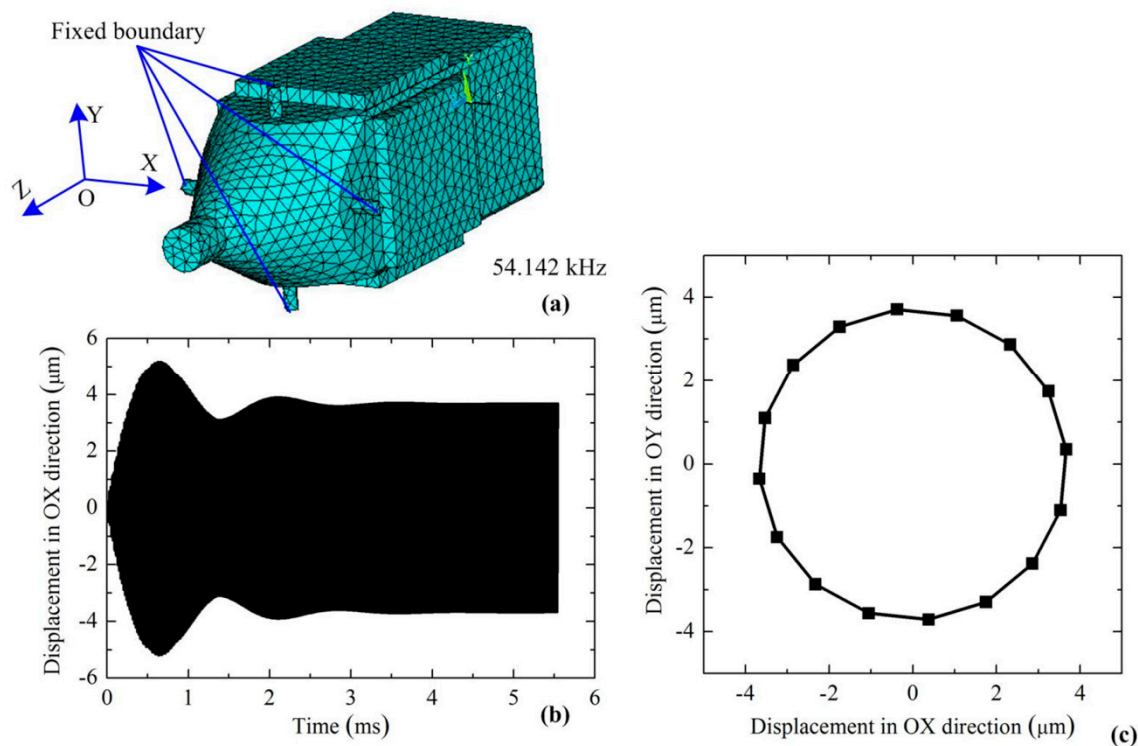 Fixed boundary
Y
X
Z
O
Y
54.142 kHz
(a)
Displacement in OX direction (μm)
6
4
2
0
-2
-4
-6
0 1 2 3 4 5 6
Time (ms)
(b)
Displacement in OY direction (μm)
4
2
0
-2
-4
-4 -2 0 2 4
Displacement in OX direction (μm)
(c)